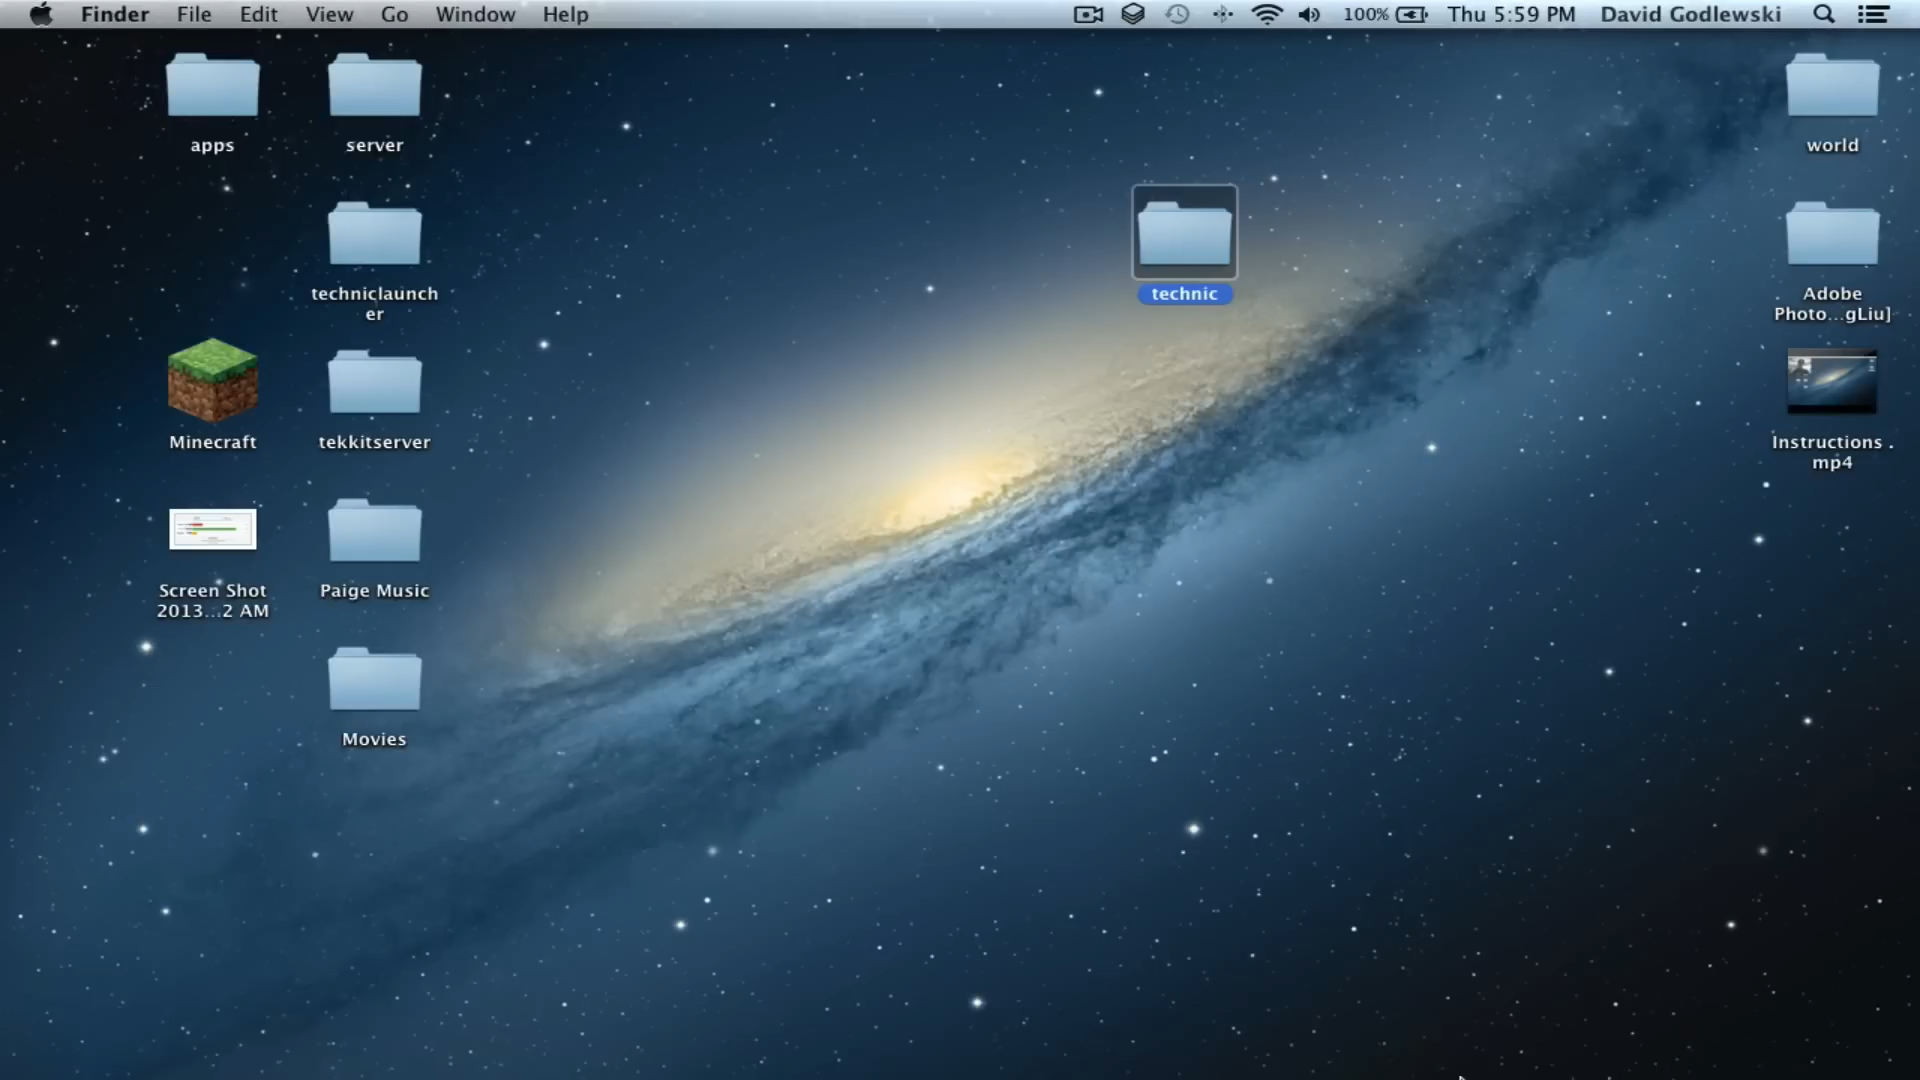 Finder File Edit View Go Window Help 100% Thu 5:59 PM David Godlewski
apps
server
world
techniclaunch
er
technic
Adobe
Photo...gLiu]
Minecraft
tekkitserver
Instructions .
mp4
Screen Shot
2013...2 AM
Paige Music
Movies